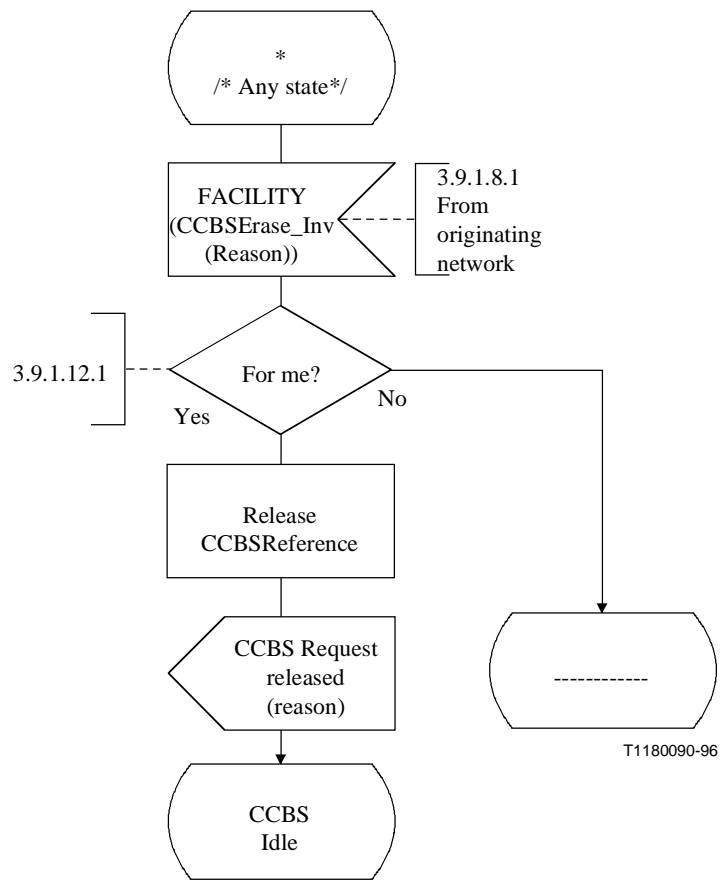 *
/* Any state*/
FACILITY
(CCBSErase_Inv
(Reason))
3.9.1.8.1
From
originating
network
3.9.1.12.1
For me?
Yes
No
Release
CCBSReference
CCBS Request
released
(reason)
------------
T1180090-96
CCBS
Idle